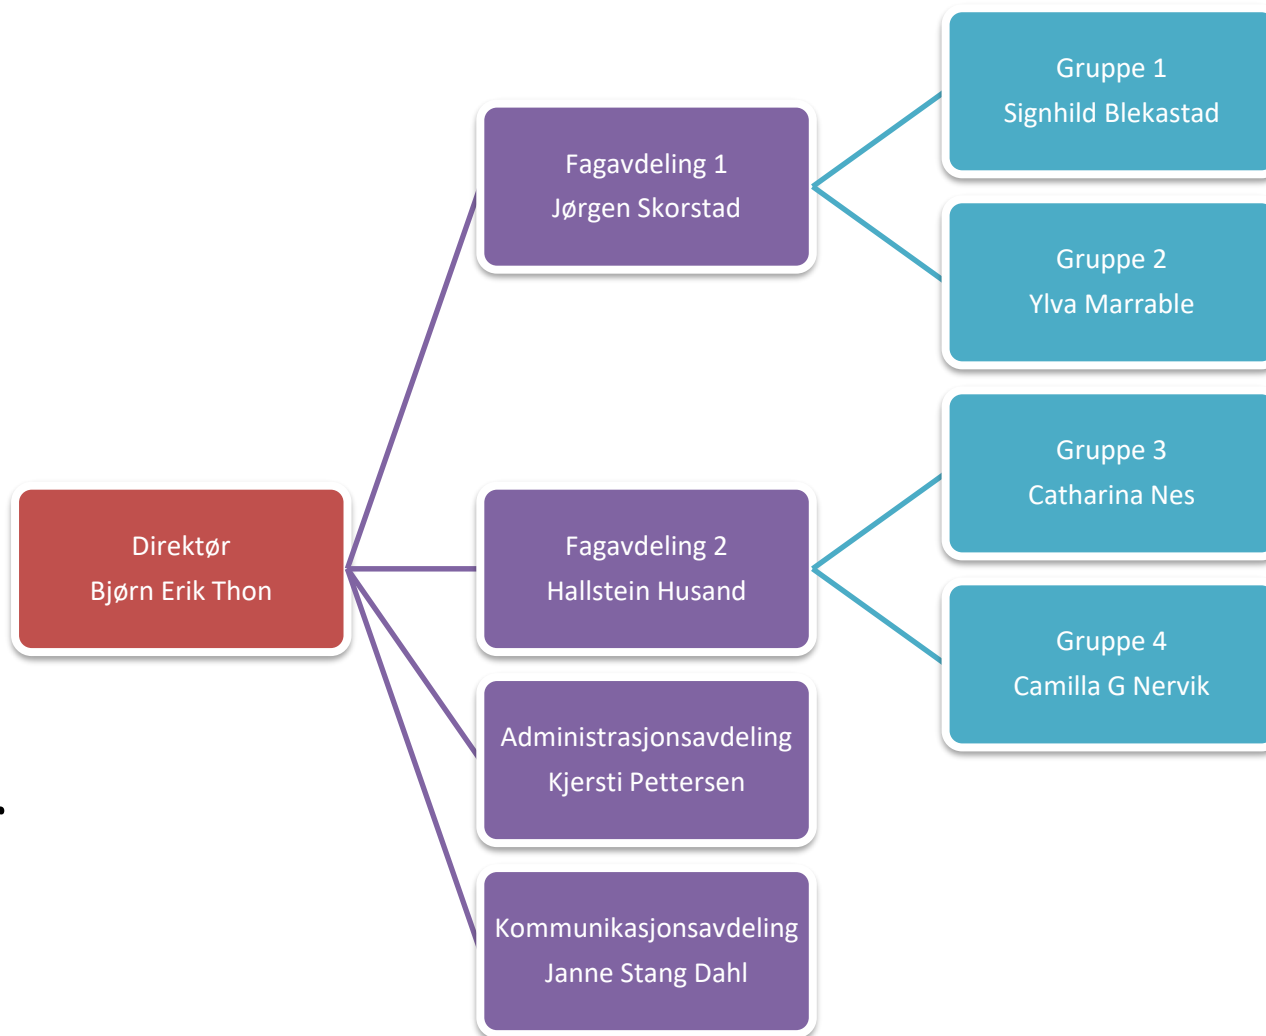 Direktør
Bjørn Erik Thon
Fagavdeling 1
Jørgen Skorstad
Gruppe 1
Signhild Blekastad
Gruppe 2
Ylva Marrable
Fagavdeling 2
Hallstein Husand
Gruppe 3
Catharina Nes
Gruppe 4
Camilla G Nervik
Administrasjonsavdeling
Kjersti Pettersen
Kommunikasjonsavdeling
Janne Stang Dahl